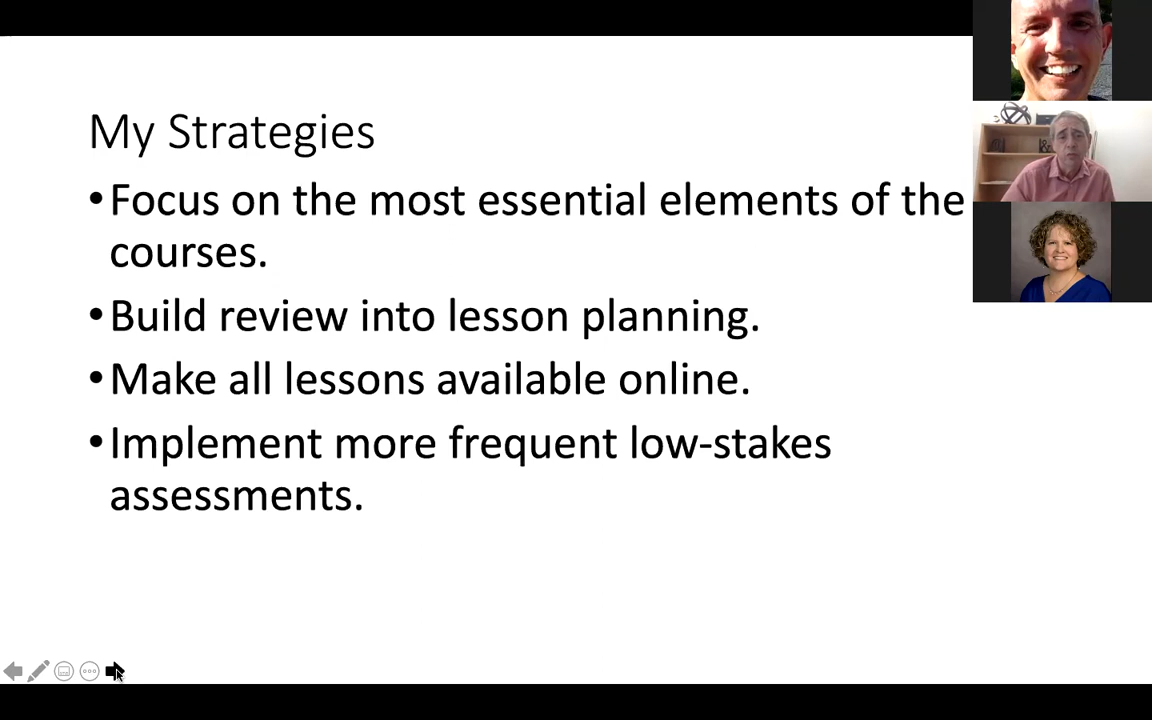 My Strategies
•Focus on the most essential elements of the
courses.
•Build review into lesson planning.
•Make all lessons available online.
•Implement more frequent low-stakes
assessments.